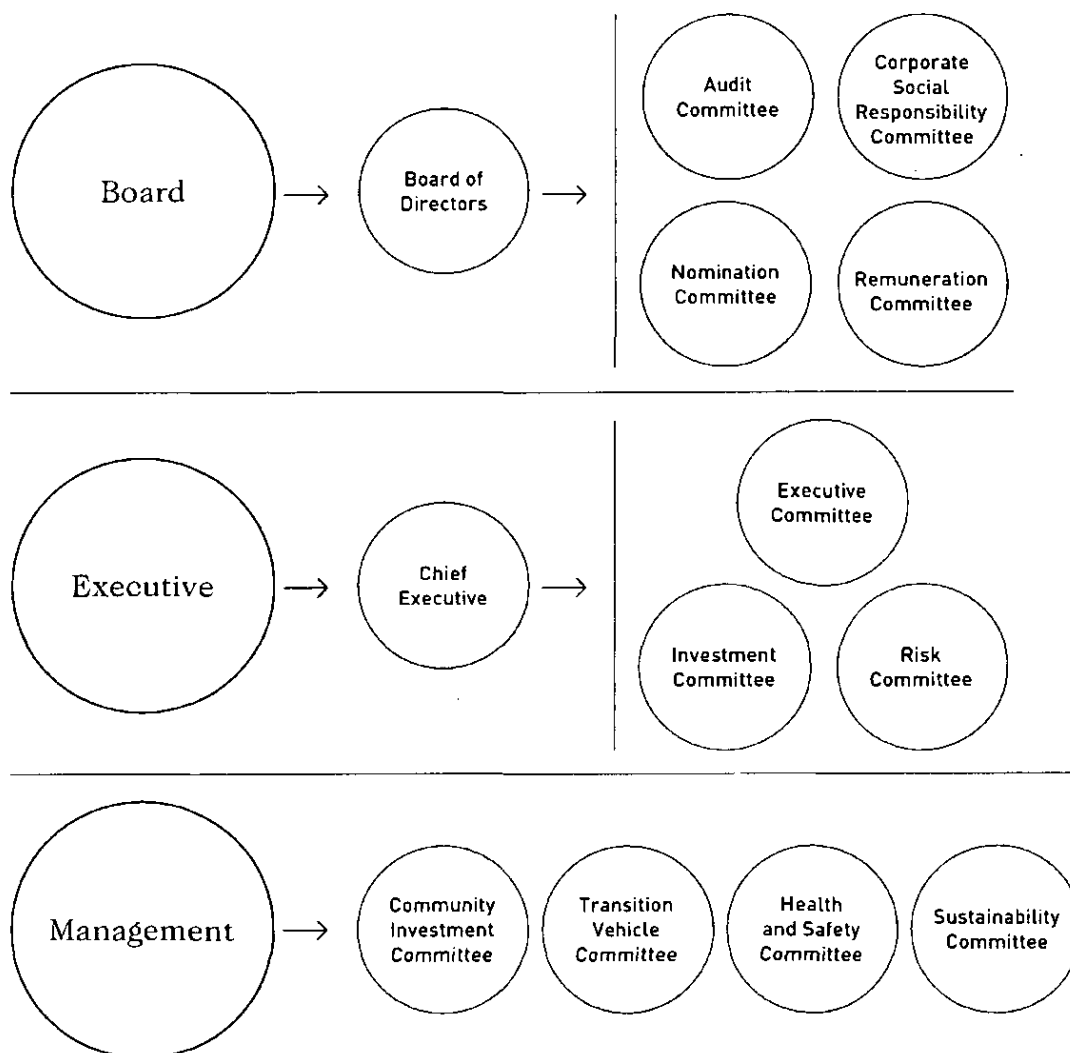 Board
Board of
Directors
Audit
Committee
Corporate
Social
Responsibility
Committee
Nomination
Committee
Remuneration
Committee
Executive
Chief
Executive
Executive
Committee
Investment
Committee
Risk
Committee
Management
Community
Investment
Committee
Transition
Vehicle
Committee
Health
and Safety
Committee
Sustainability
Committee